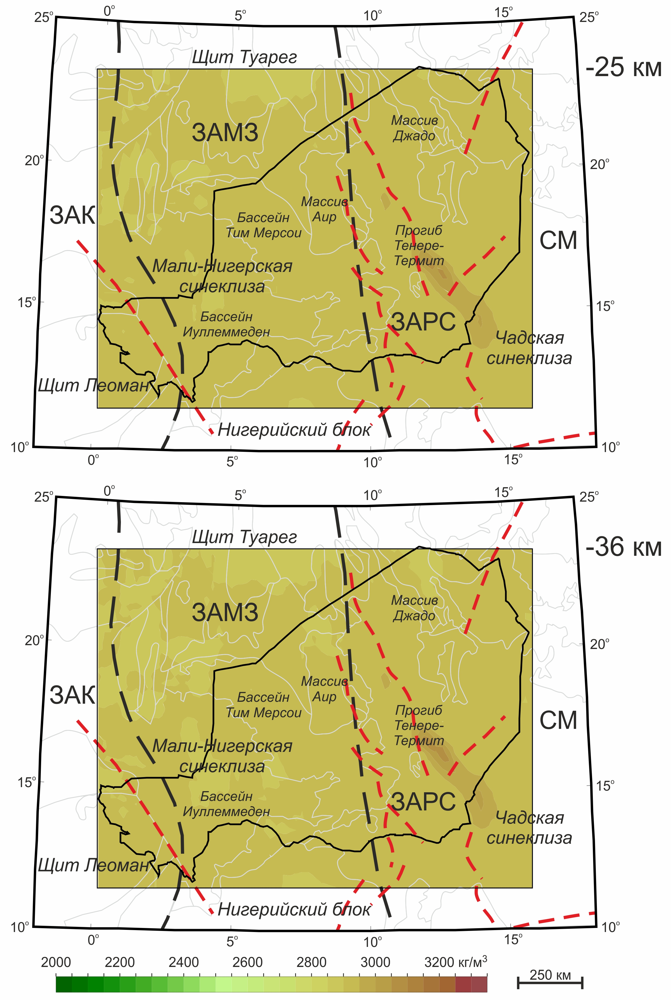 0° 5° 10° 15°
25° 25°
-25 км
Щит Туарег
Массив
Джадо
ЗАМЗ
20° 20°
Массив
Аир
ЗАК
Бассейн
Тим Мерсои
Прогиб
Тенере-
Термит
СМ
Мали-Нигерская
синеклиза
15° 15°
Бассейн
Иуллеммеден
ЗАРС
Чадская
синеклиза
Щит Леоман
Нигерийский блок
10° 10°
0° 5° 10° 15°
0° 5° 10° 15°
25° 25°
-36 км
Щит Туарег
Массив
Джадо
ЗАМЗ
20° 20°
Массив
Аир
ЗАК
Бассейн
Тим Мерсои
Прогиб
Тенере-
Термит
СМ
Мали-Нигерская
синеклиза
15° 15°
Бассейн
Иуллеммеден
ЗАРС
Чадская
синеклиза
Щит Леоман
Нигерийский блок
10° 10°
0° 5° 10° 15°
2000 2200 2400 2600 2800 3000 3200 кг/м³
250 км